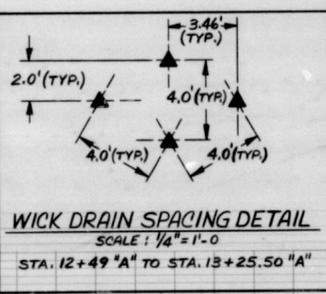 3.46'
(TYP.)
2.0'(TYP.)
4.0'(TYP.)
4.0'(TYP.)
4.0'(TYP.)
WICK DRAIN SPACING DETAIL
SCALE: 1/4"=1'-0
STA. 12+49 "A" TO STA. 13+25.50 "A"